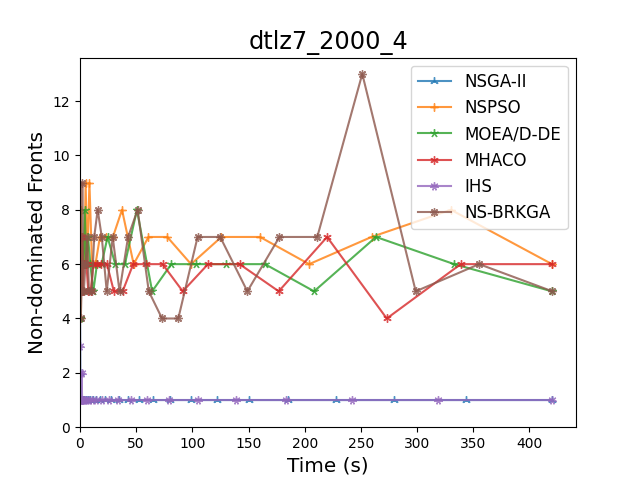 dtlz7_2000_4
Non-dominated Fronts
12
10
8
6
4
2
0
0 50 100 150 200 250 300 350 400
Time (s)
NSGA-II
NSPSO
MOEA/D-DE
MHACO
IHS
NS-BRKGA